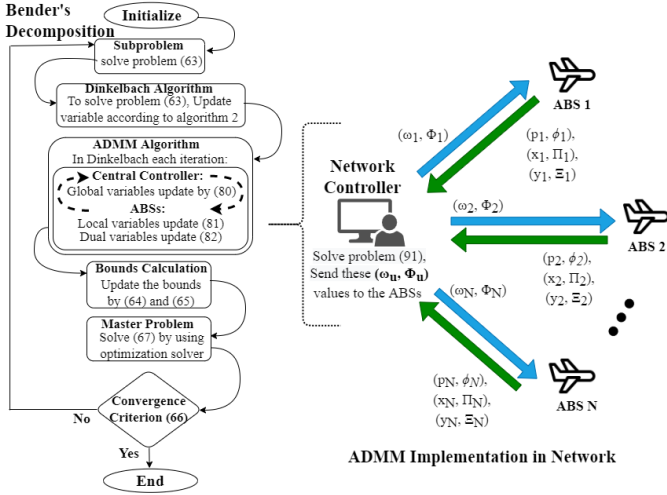 Bender's
Decomposition
Initialize
Subproblem
solve problem (63)
Dinkelbach Algorithm
To solve problem (63), Update
variable according to algorithm 2
ADMM Algorithm
In Dinkelbach each iteration:
Central Controller:
Global variables update by (80)
ABSs:
Local variables update (81)
Dual variables update (82)
Bounds Calculation
Update the bounds
by (64) and (65)
Master Problem
Solve (67) by using
optimization solver
Convergence
Criterion (66)
No
Yes
End
Network
Controller
Solve problem (91),
Send these (ωu, Φu)
values to the ABSs
(ω1, Φ1)
(p1, ϕ1),
(x1, Π1),
(y1, Ξ1)
ABS 1
(ω2, Φ2)
(p2, ϕ2),
(x2, Π2),
(y2, Ξ2)
ABS 2
(ωN, ΦN)
(pN, ϕN),
(xN, ΠN),
(yN, ΞN)
ABS N
ADMM Implementation in Network